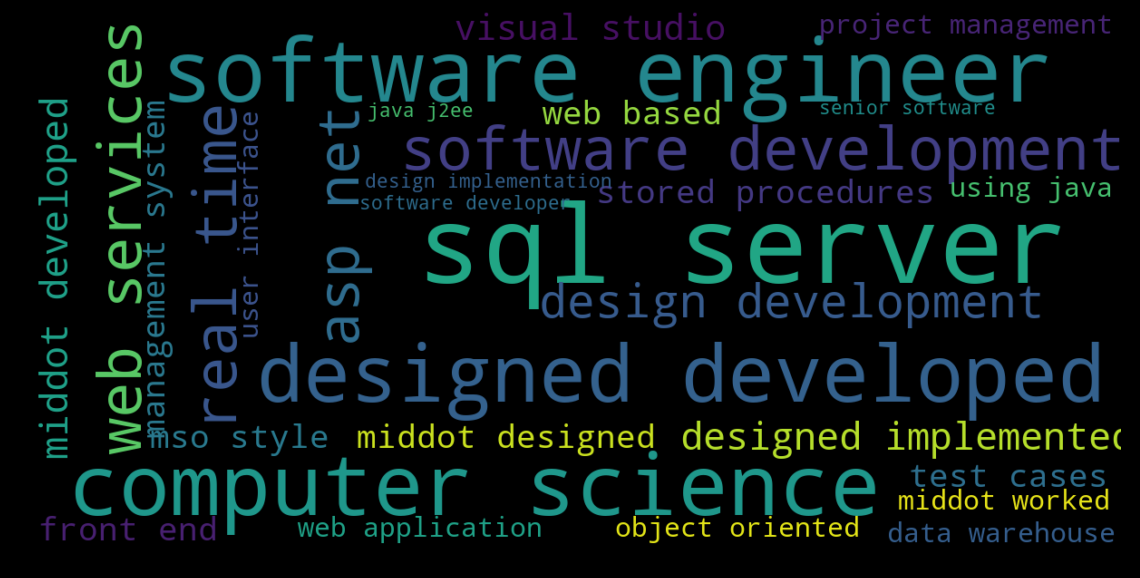 visual studio
project management
software engineer
java j2ee
web based
senior software
software development
design implementation
stored procedures
using java
software developer
sql server
design development
designed developed
mso style
middot designed
designed implemented
computer science
test cases
middot worked
front end
web application
object oriented
data warehouse
middot developed
web services
management system
real time
user interface
asp net